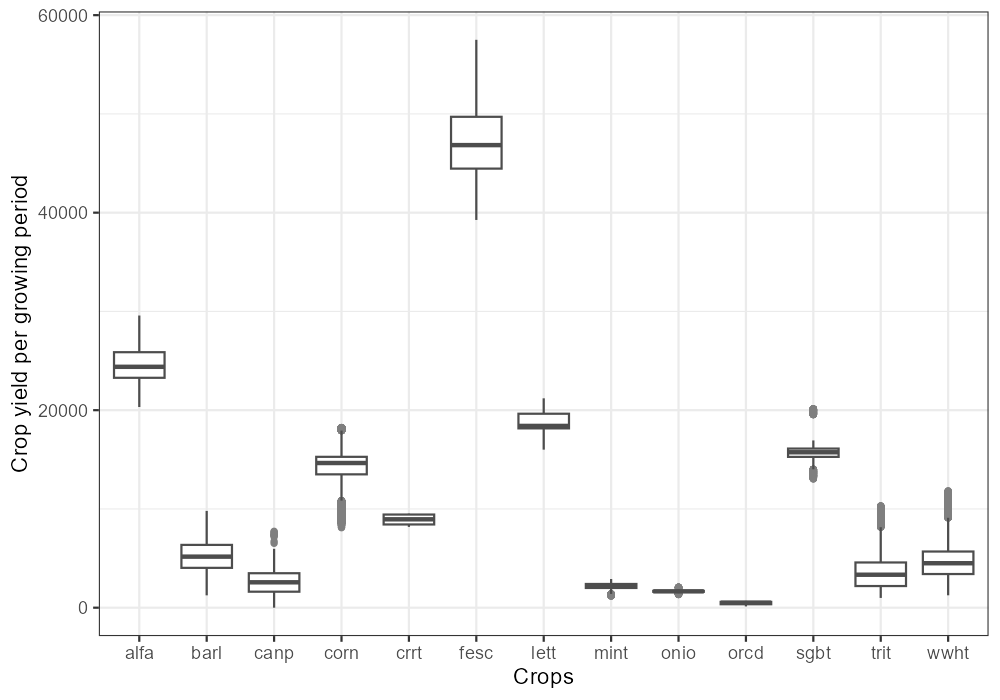 Crop yield per growing period
60000
40000
20000
0
alfa barl canp corn crrt fesc lett mint onio orcd sgbt trit wwht
Crops